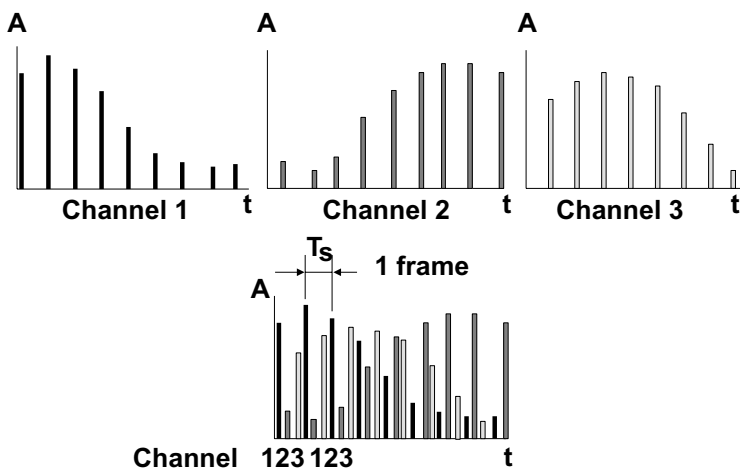 A A A
Channel 1 t Channel 2 t Channel 3 t
Ts
1 frame
A
Channel 123 123 t